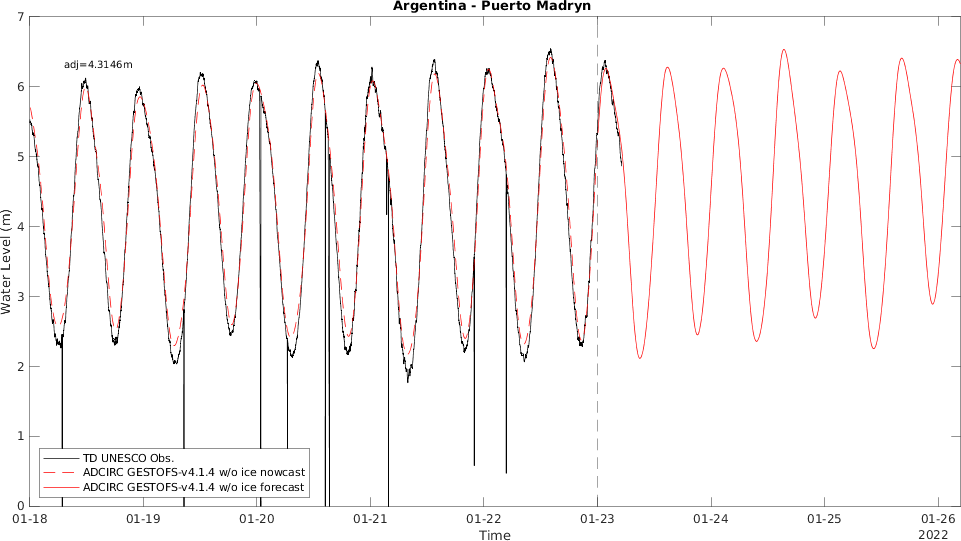 Argentina - Puerto Madryn
adj=4.3146m
Water Level (m)
7
6
5
4
3
2
1
0
TD UNESCO Obs.
ADCIRC GESTOFS-v4.1.4 w/o ice nowcast
ADCIRC GESTOFS-v4.1.4 w/o ice forecast
01-18 01-19 01-20 01-21 01-22 01-23 01-24 01-25 01-26
Time
2022